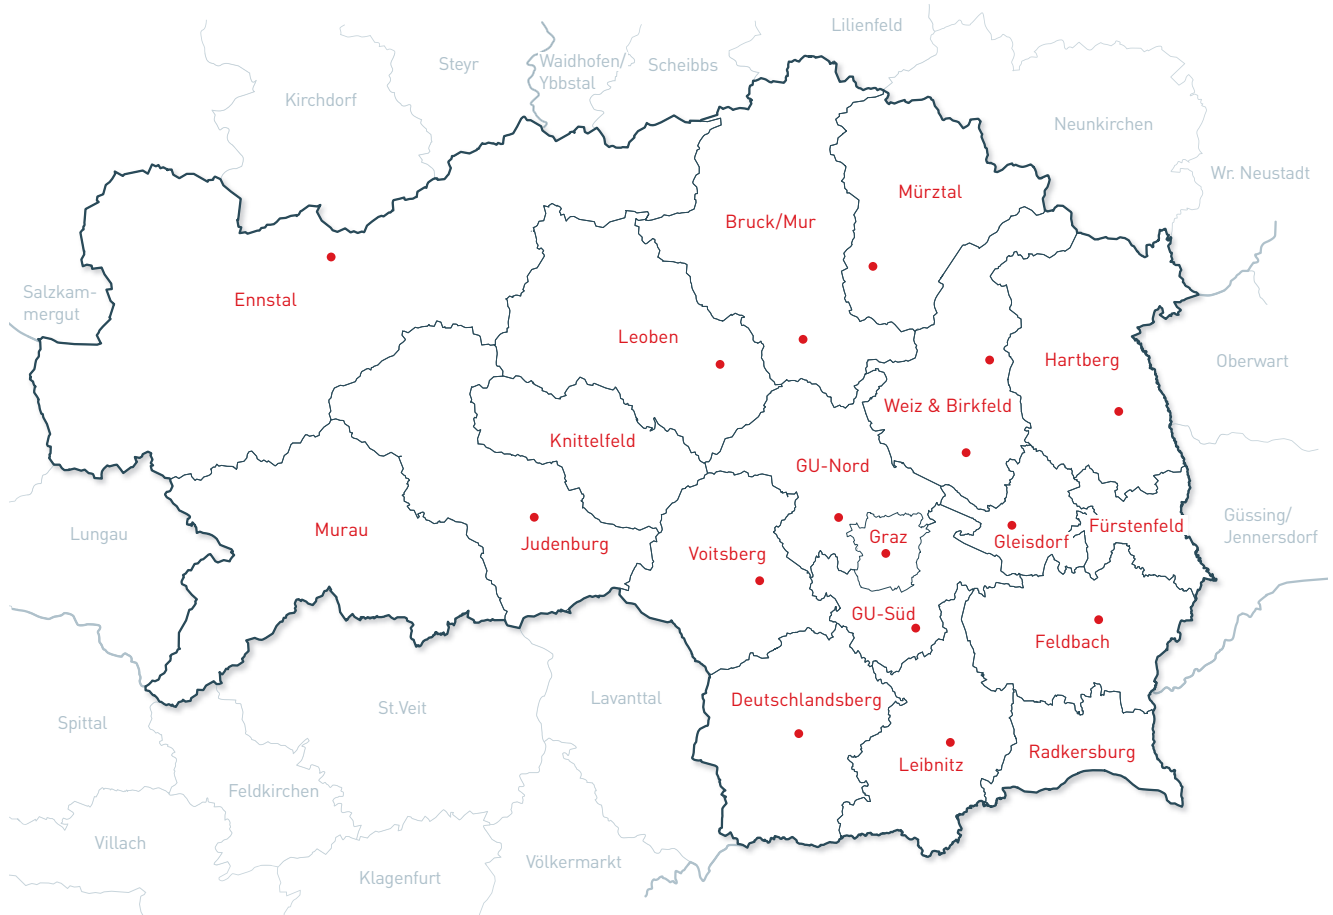 Lilienfeld
Steyr
Waidhofen/
Ybbstal
Scheibbs
Kirchdorf
Neunkirchen
Wr. Neustadt
Mürztal
Bruck/Mur
Salzkam-
mergut
Ennstal
Leoben
Hartberg
Oberwart
Weiz & Birkfeld
Knittelfeld
GU-Nord
Lungau
Murau
Judenburg
Voitsberg
Graz
Gleisdorf
Fürstenfeld
Güssing/
Jennersdorf
GU-Süd
Feldbach
Deutschlandsberg
Lavanttal
St.Veit
Spittal
Leibnitz
Radkersburg
Feldkirchen
Villach
Klagenfurt
Völkermarkt